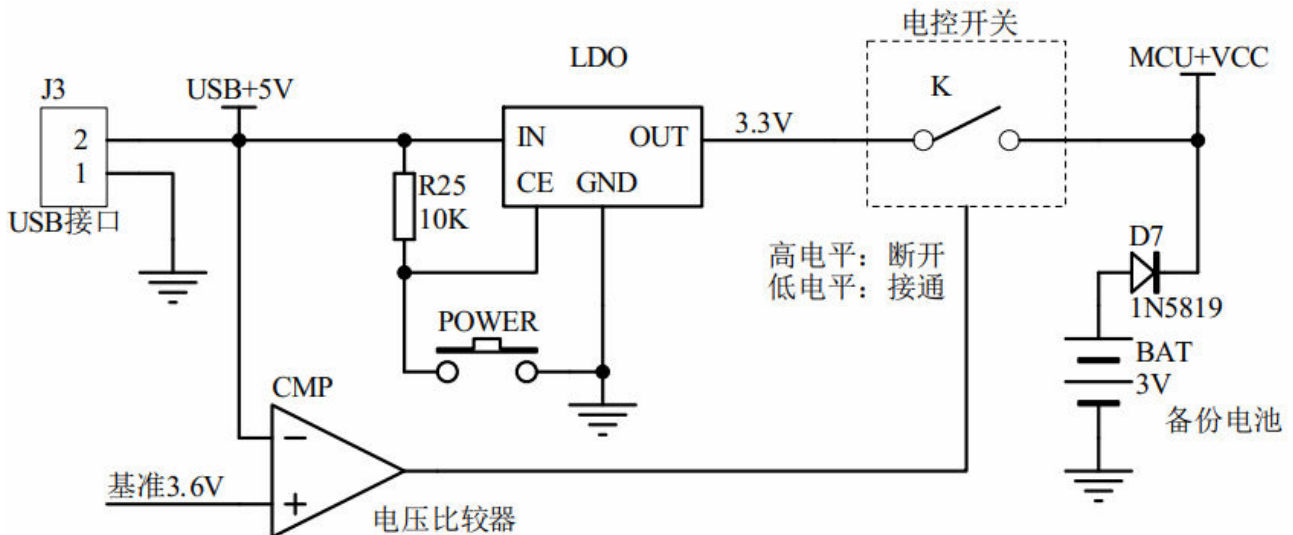 电控开关
LDO
MCU+VCC
J3
USB+5V
K
2
IN
OUT
3.3V
1
R25
CE
GND
10K
USB接口
D7
高电平：断开
低电平：接通
1N5819
POWER
BAT
CMP
3V
备份电池
−
基准3.6V
+
电压比较器